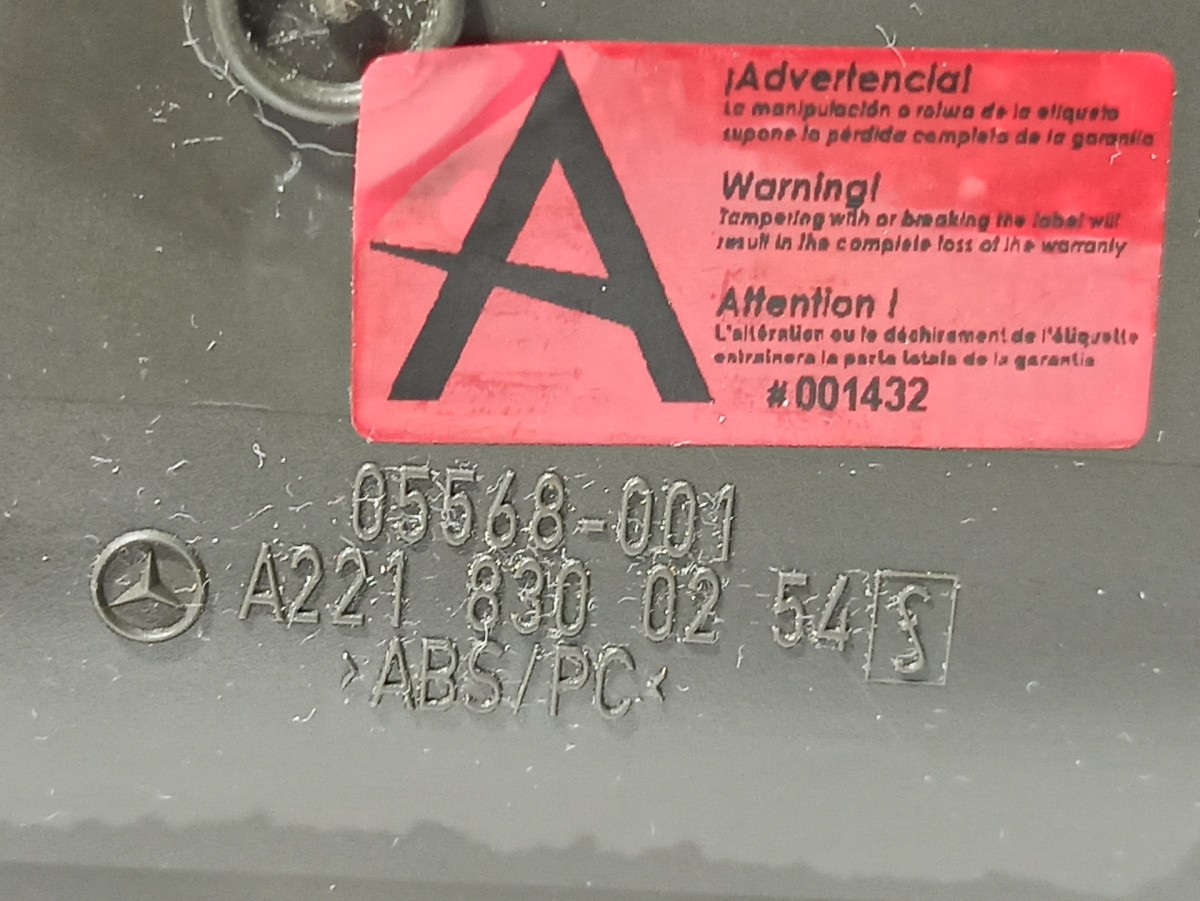 ¡Advertencia!
La manipulación o rotura de la etiqueta
supone la pérdida completa de la garantía
Warning!
Tampering with or breaking the label will
result in the complete loss of the warranty
Attention !
L'altération ou le déchirement de l'étiquette
entrainera la perte totale de la garantie
#001432
05568-001
A221 830 02 54
>ABS/PC<